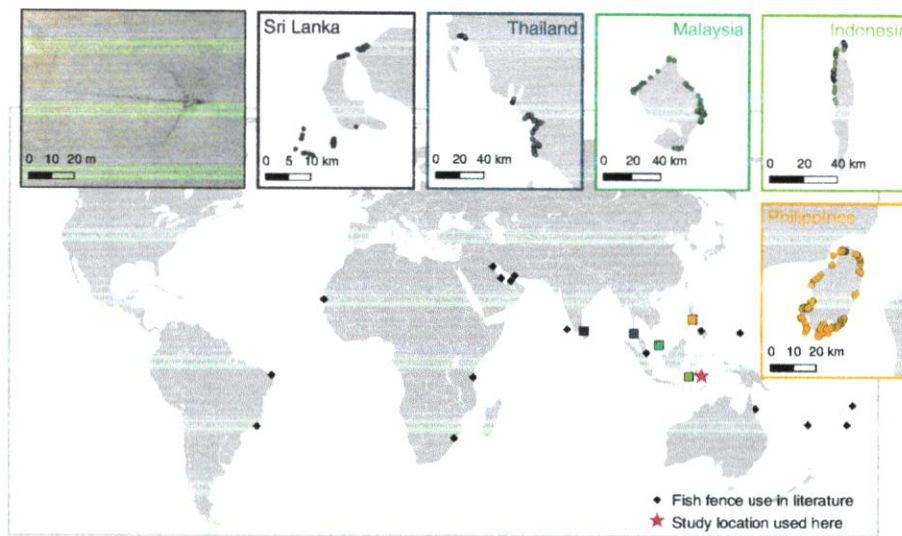 Sri Lanka
Thailand
Malaysia
Indonesia
0 10 20 m
0 5 10 km
0 20 40 km
0 20 40 km
0 20 40 km
Philippines
0 10 20 km
Fish fence use in literature
Study location used here